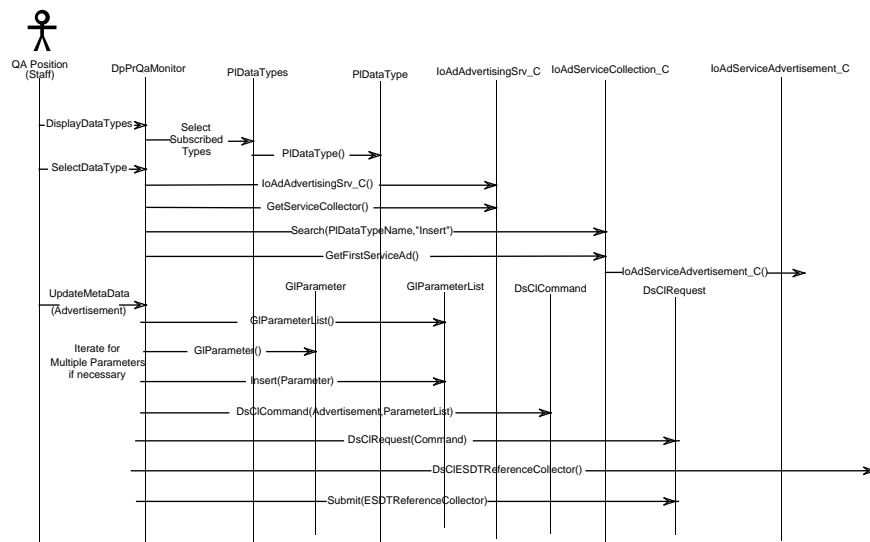 QA Position
(Staff)
DpPrQaMonitor
PlDataTypes
PlDataType
IoAdAdvertisingSrv_C
IoAdServiceCollection_C
IoAdServiceAdvertisement_C
DisplayDataTypes
Select
Subscribed
Types
PlDataType()
SelectDataType
IoAdAdvertisingSrv_C()
GetServiceCollector()
Search(PlDataTypeName,"Insert")
GetFirstServiceAd()
IoAdServiceAdvertisement_C()
GlParameter
GlParameterList
DsClCommand
DsClRequest
UpdateMetaData
(Advertisement)
GlParameterList()
Iterate for
Multiple Parameters
if necessary
GlParameter()
Insert(Parameter)
DsClCommand(Advertisement,ParameterList)
DsClRequest(Command)
DsClESDTReferenceCollector()
Submit(ESDTReferenceCollector)